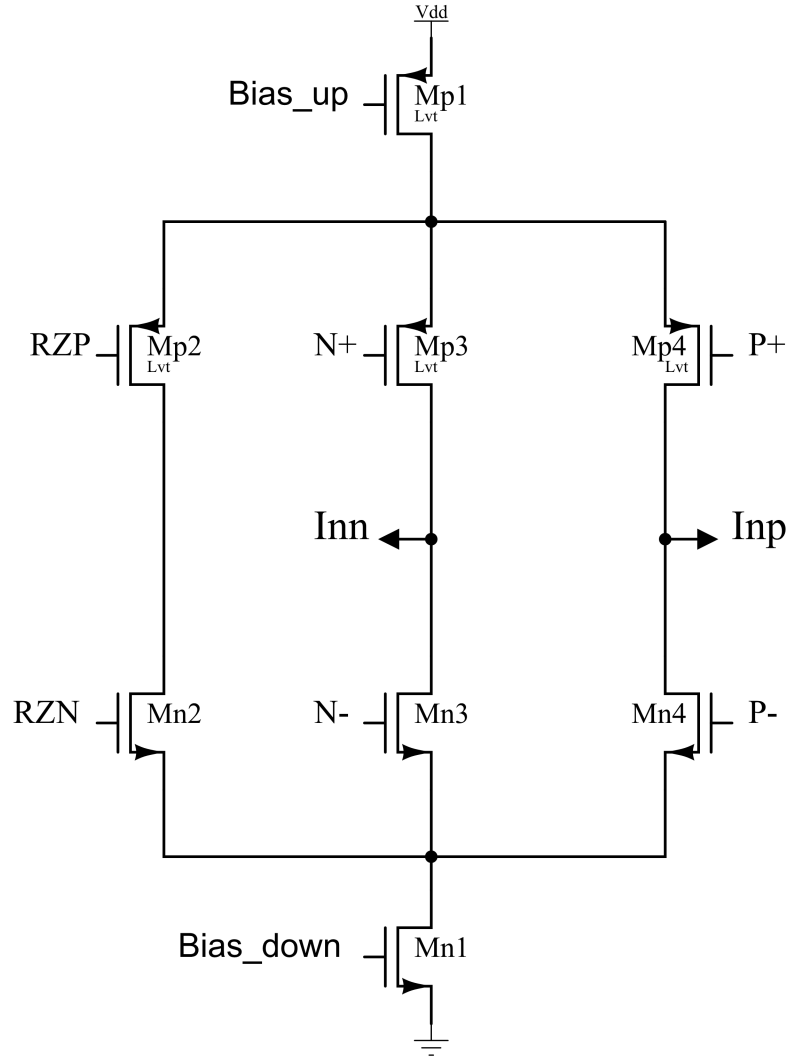 Vdd
Bias_up
Mp1
Lvt
RZP
Mp2
Lvt
N+
Mp3
Lvt
Mp4
Lvt
P+
Inn
Inp
RZN
Mn2
N-
Mn3
Mn4
P-
Bias_down
Mn1